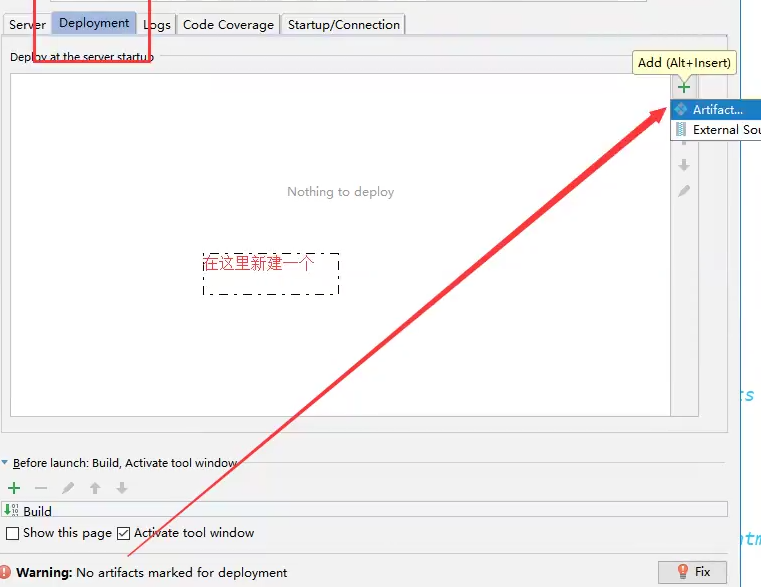 Server Deployment Logs Code Coverage Startup/Connection
Deploy at the server startup
Add (Alt+Insert)
Artifact...
External Sou
Nothing to deploy
在这里新建一个
ts
Before launch: Build, Activate tool window
Build
Show this page Activate tool window
ntm
Warning: No artifacts marked for deployment
Fix